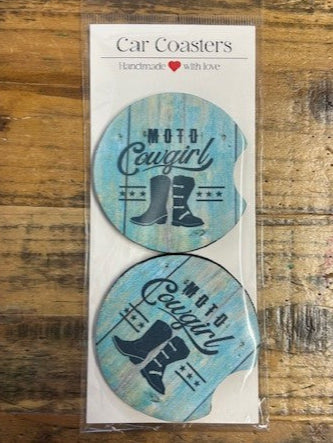 Car Coasters
Handmade ❤ with love
MOTO
Cowgirl
MOTO
Cowgirl